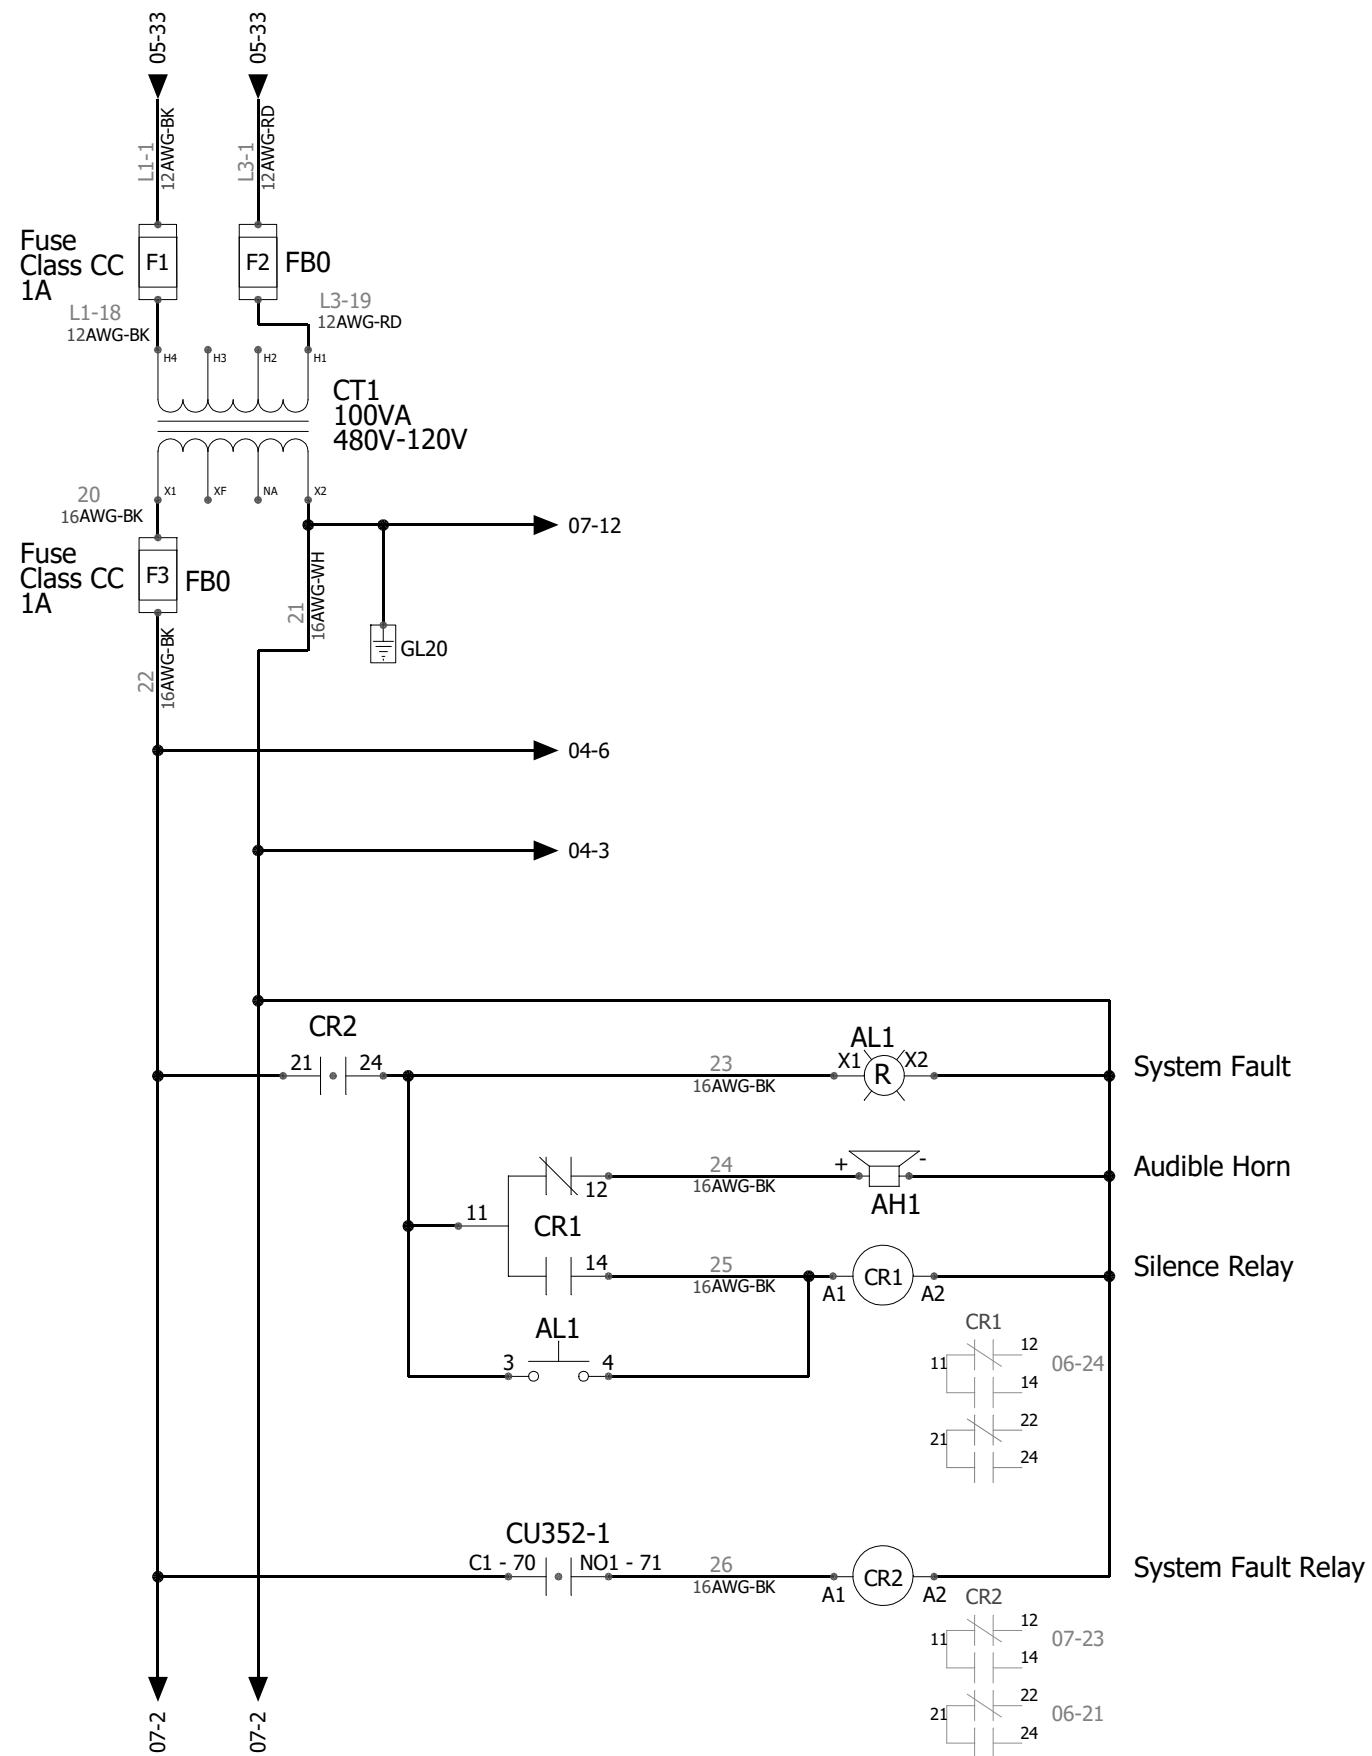 05-33
05-33
L1-1
12AWG-BK
L3-1
12AWG-RD
Fuse
Class CC
1A
F1
F2
FB0
L1-18
12AWG-BK
L3-19
12AWG-RD
H4
H3
H2
H1
CT1
100VA
480V-120V
X1
XF
NA
X2
20
16AWG-BK
07-12
Fuse
Class CC
1A
F3
FB0
21
16AWG-WH
GL20
22
16AWG-BK
04-6
04-3
CR2
21
24
23
16AWG-BK
AL1
X1
R
X2
System Fault
12
24
16AWG-BK
+
-
AH1
Audible Horn
11
CR1
14
25
16AWG-BK
A1
CR1
A2
Silence Relay
AL1
3
4
CR1
11
12
14
06-24
21
22
24
CU352-1
C1 - 70
NO1 - 71
26
16AWG-BK
A1
CR2
A2
System Fault Relay
CR2
11
12
14
07-23
21
22
24
06-21
07-2
07-2